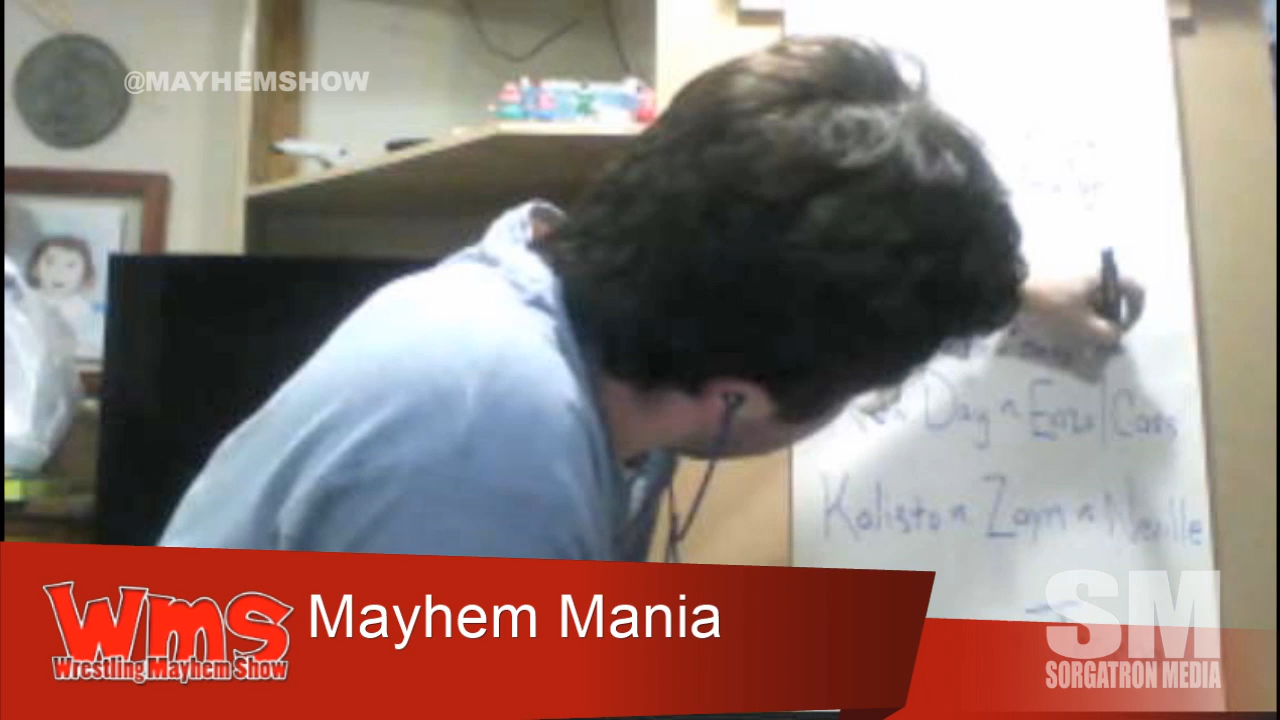 @MAYHEMSHOW
Day n Enzo/Cass
Kalisto n Zayn n Neville
Wms
Wrestling Mayhem Show
Mayhem Mania
SM
SORGATRON MEDIA